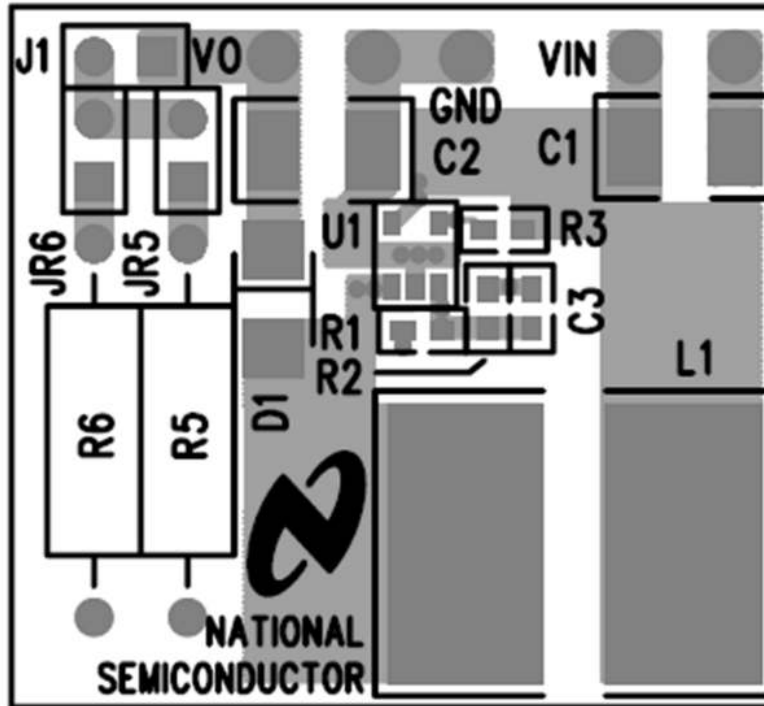 J1
VO
VIN
GND
C2
C1
U1
R3
JR6
JR5
C3
R1
R2
L1
D1
R6
R5
NATIONAL
SEMICONDUCTOR